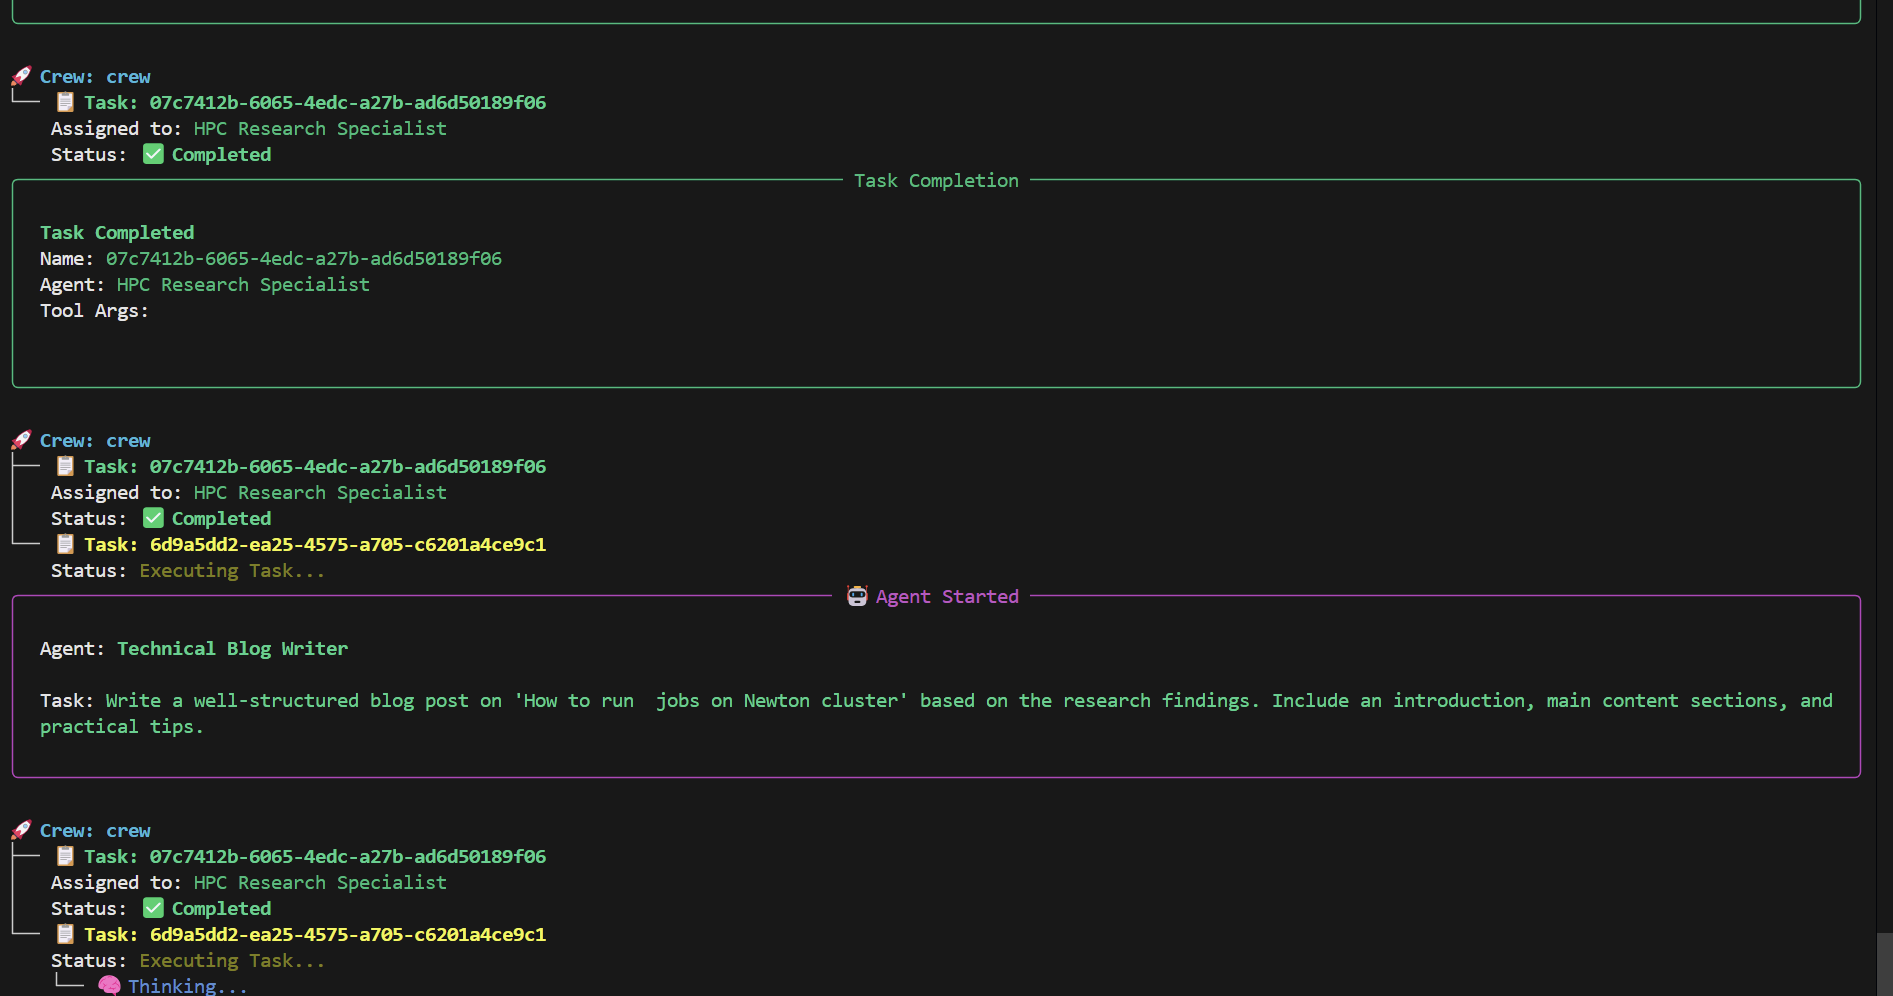 Crew: crew
Task: 07c7412b-6065-4edc-a27b-ad6d50189f06
Assigned to: HPC Research Specialist
Status: ✅ Completed
Task Completion
Task Completed
Name: 07c7412b-6065-4edc-a27b-ad6d50189f06
Agent: HPC Research Specialist
Tool Args:
Crew: crew
Task: 07c7412b-6065-4edc-a27b-ad6d50189f06
Assigned to: HPC Research Specialist
Status: ✅ Completed
Task: 6d9a5dd2-ea25-4575-a705-c6201a4ce9c1
Status: Executing Task...
Agent Started
Agent: Technical Blog Writer
Task: Write a well-structured blog post on 'How to run  jobs on Newton cluster' based on the research findings. Include an introduction, main content sections, and
practical tips.
Crew: crew
Task: 07c7412b-6065-4edc-a27b-ad6d50189f06
Assigned to: HPC Research Specialist
Status: ✅ Completed
Task: 6d9a5dd2-ea25-4575-a705-c6201a4ce9c1
Status: Executing Task...
Thinking...